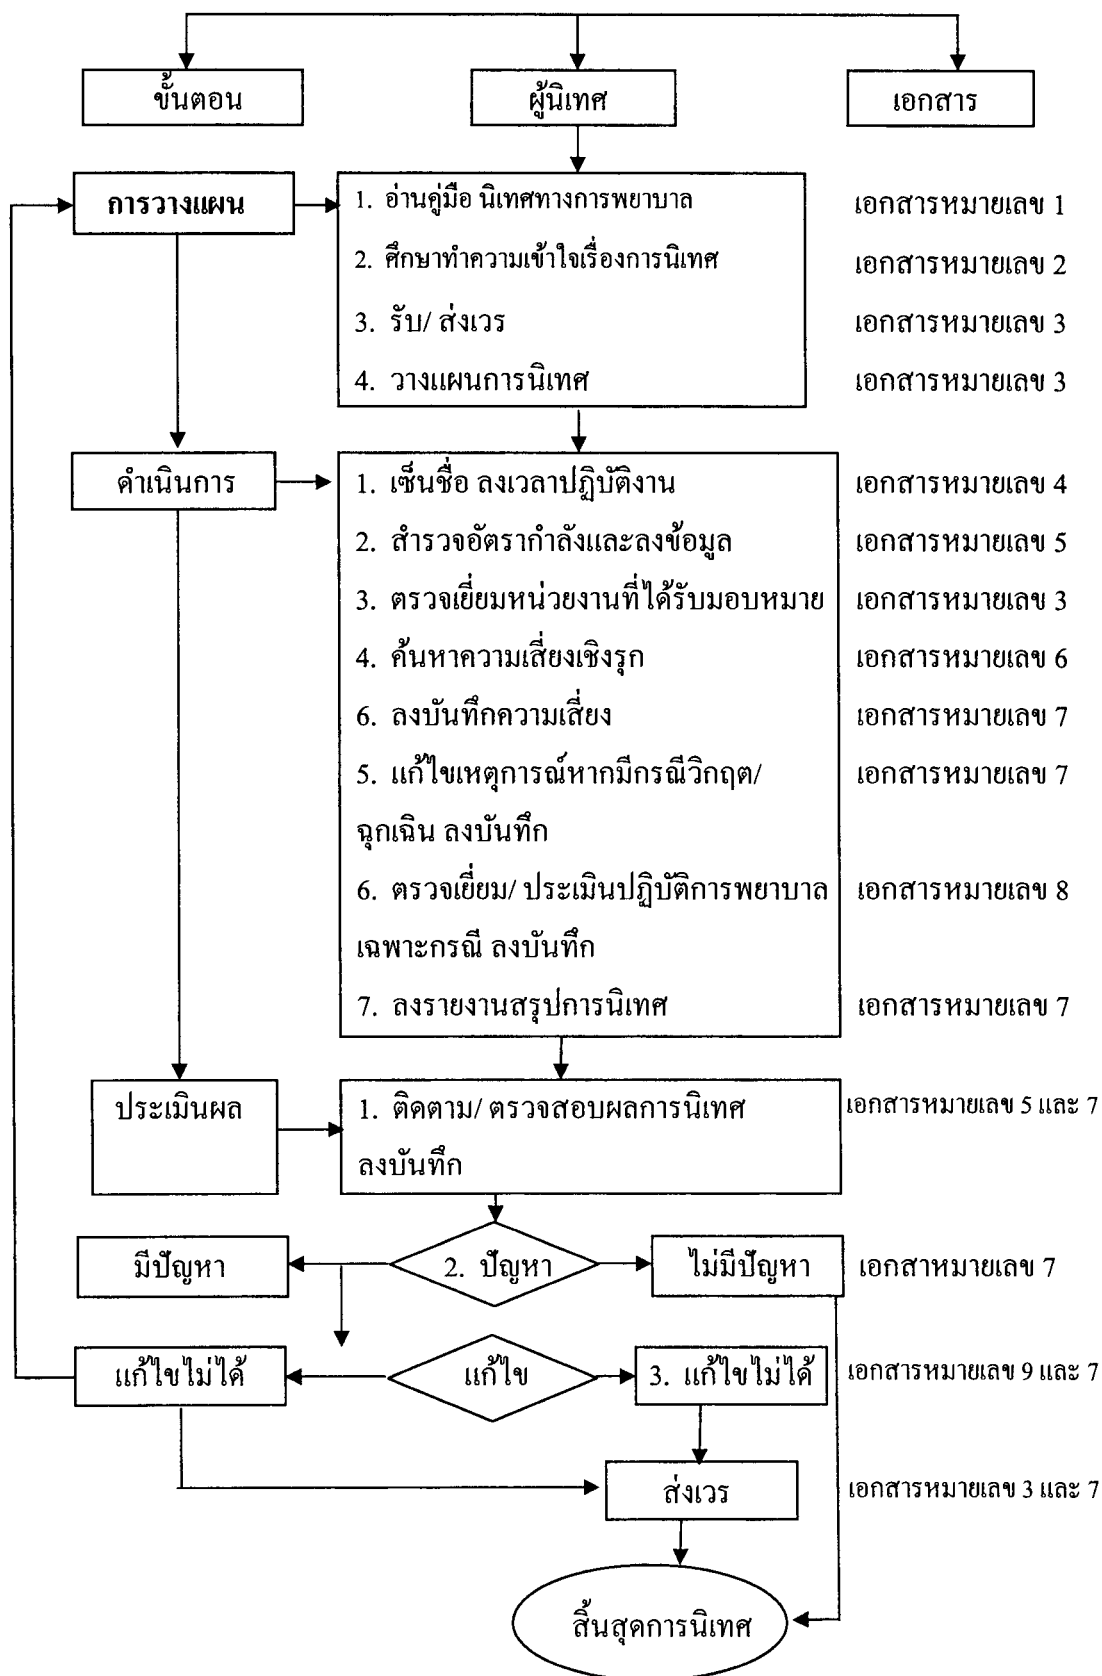 ขั้นตอน ผู้นิเทศ เอกสาร
การวางแผน 1. อ่านคู่มือ นิเทศทางการพยาบาล เอกสารหมายเลข 1
2. ศึกษาทำความเข้าใจเรื่องการนิเทศ เอกสารหมายเลข 2
3. รับ/ ส่งเวร เอกสารหมายเลข 3
4. วางแผนการนิเทศ เอกสารหมายเลข 3
ดำเนินการ 1. เซ็นชื่อ ลงเวลาปฏิบัติงาน เอกสารหมายเลข 4
2. สำรวจอัตรากำลังและลงข้อมูล เอกสารหมายเลข 5
3. ตรวจเยี่ยมหน่วยงานที่ได้รับมอบหมาย เอกสารหมายเลข 3
4. ค้นหาความเสี่ยงเชิงรุก เอกสารหมายเลข 6
6. ลงบันทึกความเสี่ยง เอกสารหมายเลข 7
5. แก้ไขเหตุการณ์หากมีกรณีวิกฤต/ เอกสารหมายเลข 7
ฉุกเฉิน ลงบันทึก
6. ตรวจเยี่ยม/ ประเมินปฏิบัติการพยาบาล เอกสารหมายเลข 8
เฉพาะกรณี ลงบันทึก
7. ลงรายงานสรุปการนิเทศ เอกสารหมายเลข 7
ประเมินผล 1. ติดตาม/ ตรวจสอบผลการนิเทศ เอกสารหมายเลข 5 และ 7
ลงบันทึก
มีปัญหา 2. ปัญหา ไม่มีปัญหา เอกสาหมายเลข 7
แก้ไขไม่ได้ แก้ไข 3. แก้ไขไม่ได้ เอกสารหมายเลข 9 และ 7
ส่งเวร เอกสารหมายเลข 3 และ 7
สิ้นสุดการนิเทศ